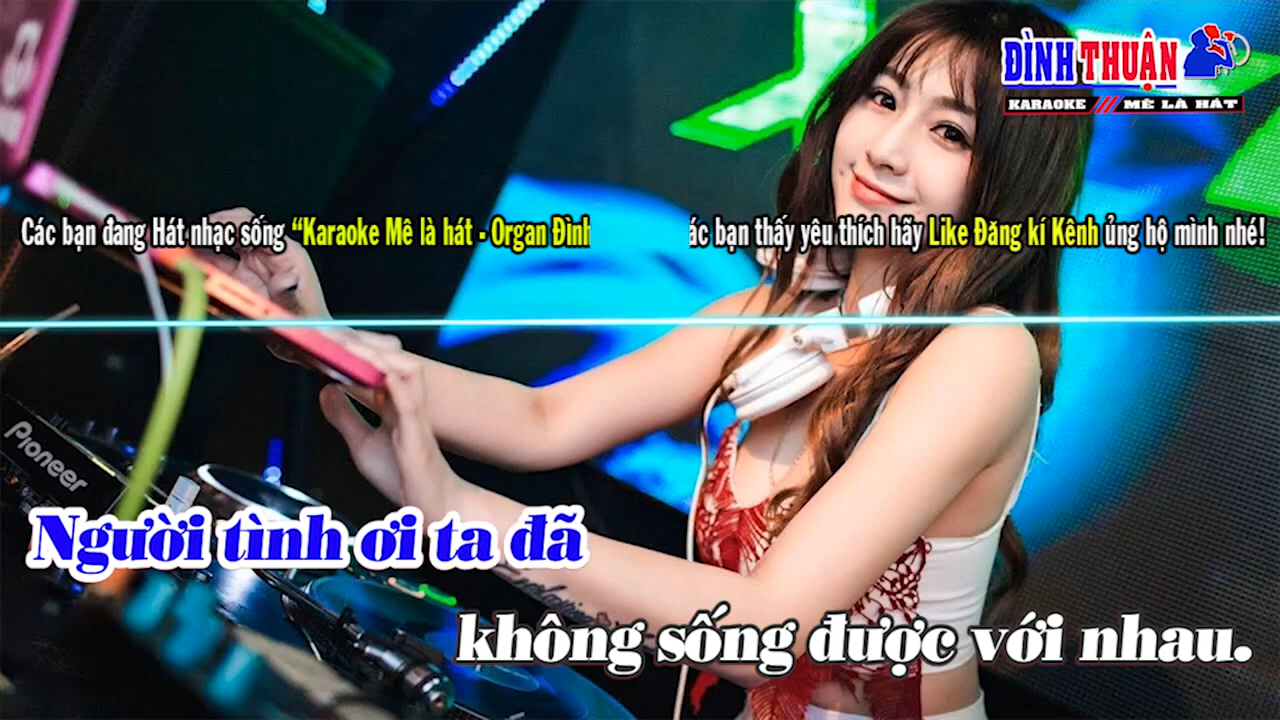 ĐÌNH THUẬN
KARAOKE /// MÊ LÀ HÁT
Các bạn đang Hát nhạc sống “Karaoke Mê là hát - Organ Đình
ác bạn thấy yêu thích hãy Like Đăng kí Kênh ủng hộ mình nhé!
Pioneer
Người tình ơi ta đã
không sống được với nhau.